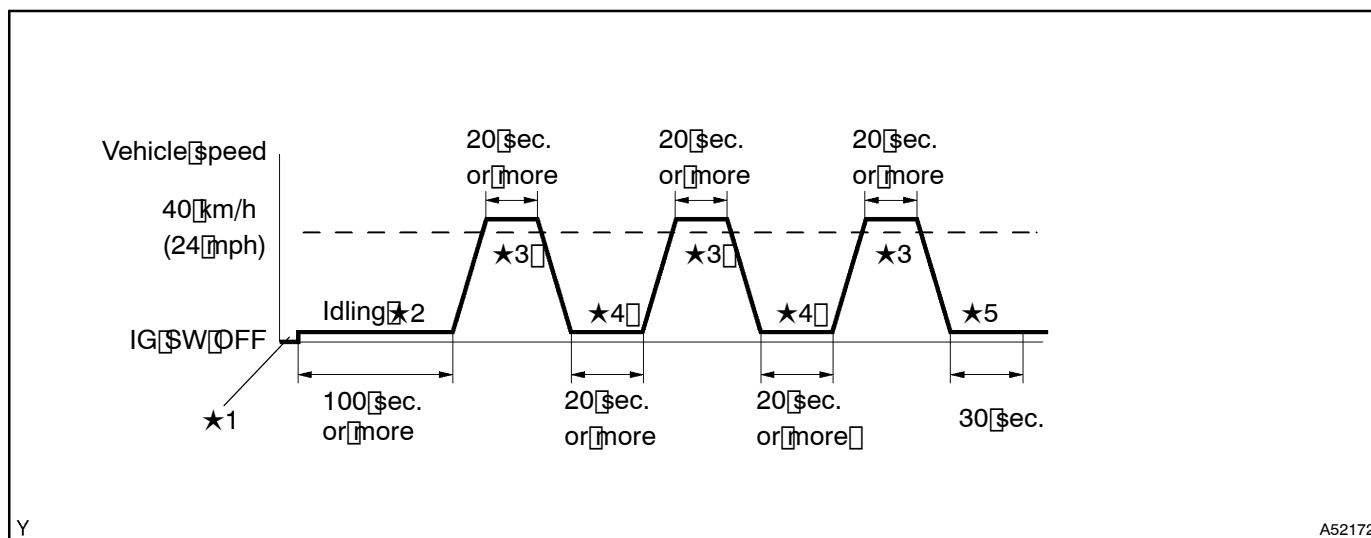 20▯sec.
or▯more
20▯sec.
or▯more
20▯sec.
or▯more
Vehicle▯speed
40▯km/h
(24▯mph)
★3▯
★3▯
★3
Idling▯★2
★4▯
★4▯
★5
IG▯SW▯OFF
★1
100▯sec.
or▯more
20▯sec.
or▯more
20▯sec.
or▯more▯
30▯sec.
Y
A52172